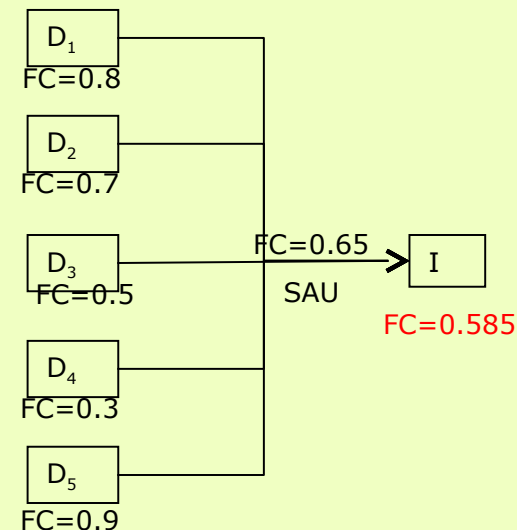 D₁
FC=0.8
D₂
FC=0.7
D₃
FC=0.5
FC=0.65
SAU
I
FC=0.585
D₄
FC=0.3
D₅
FC=0.9